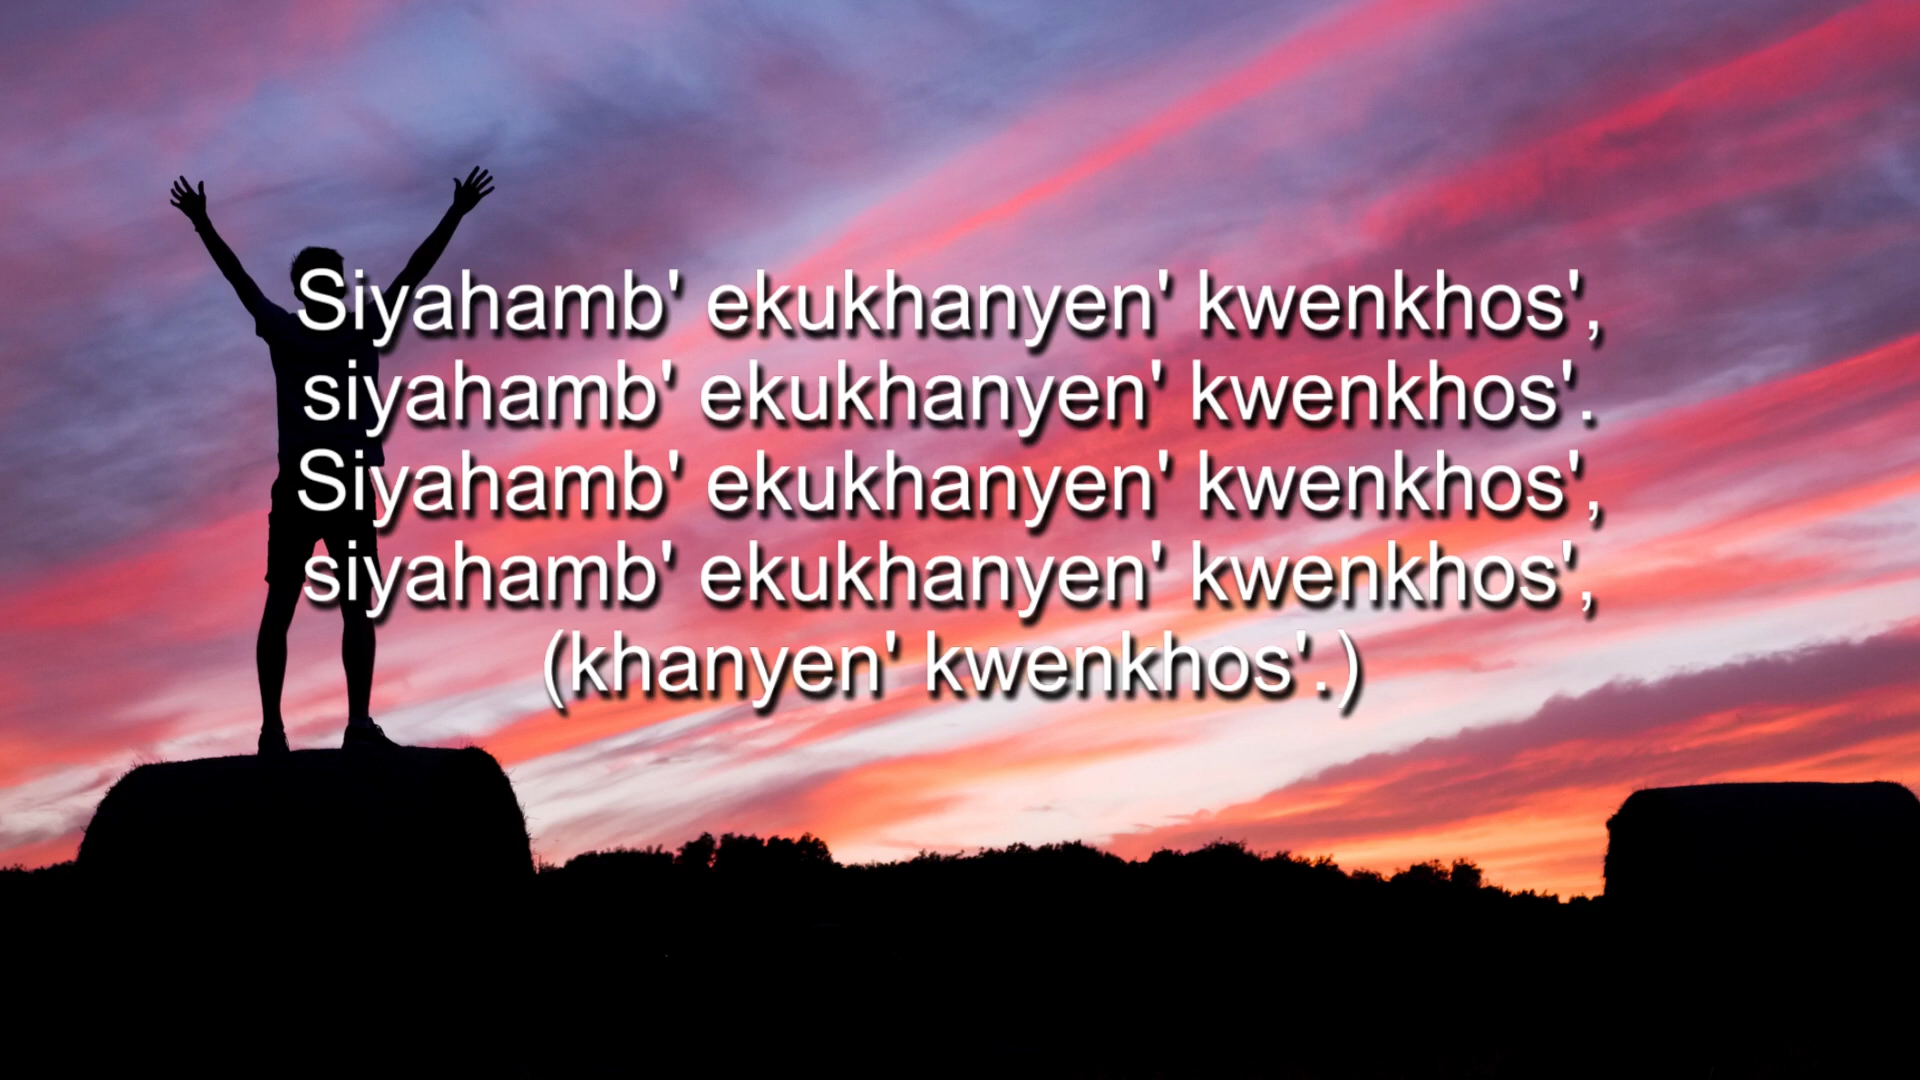 Siyahamb' ekukhanyen' kwenkhos',
siyahamb' ekukhanyen' kwenkhos'.
Siyahamb' ekukhanyen' kwenkhos',
siyahamb' ekukhanyen' kwenkhos',
(khanyen' kwenkhos'.)